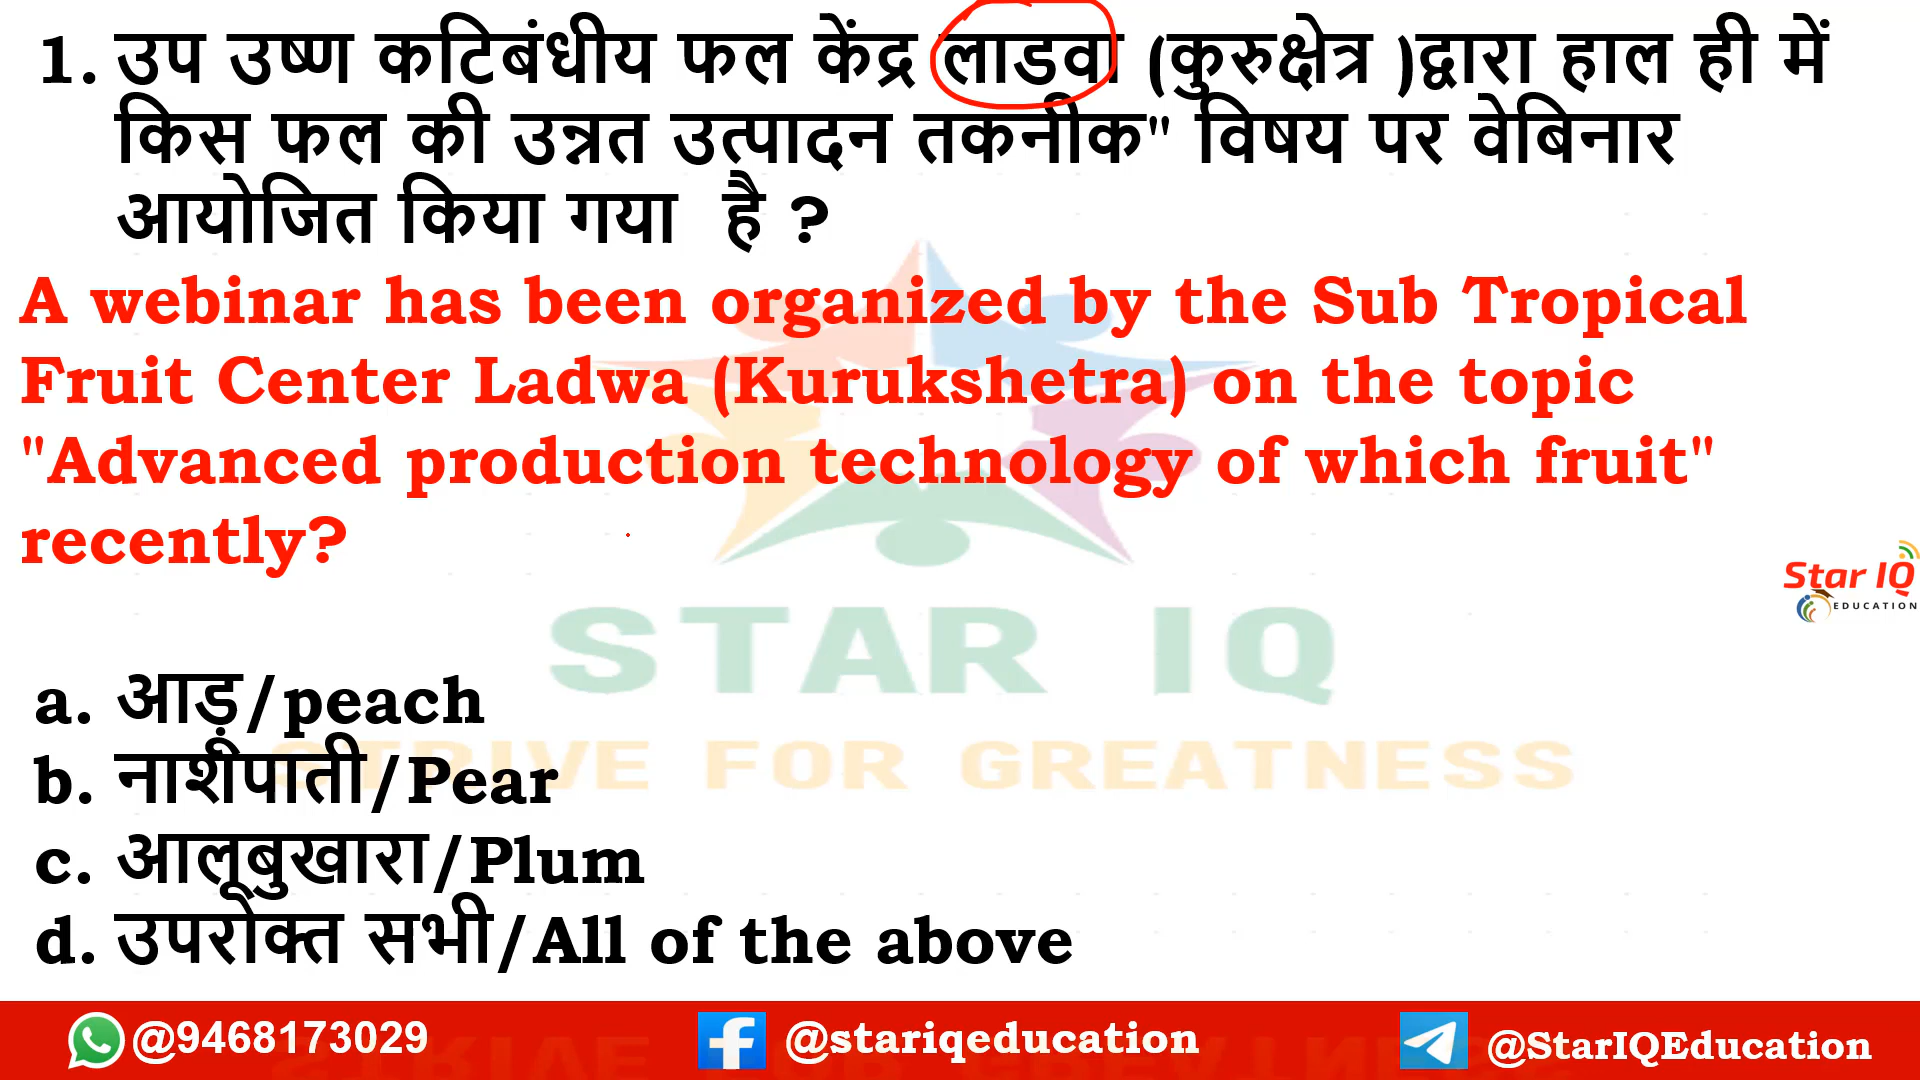 1. उप उष्ण कटिबंधीय फल केंद्र लाडवा (कुरुक्षेत्र )द्वारा हाल ही में
किस फल की उन्नत उत्पादन तकनीक" विषय पर वेबिनार
आयोजित किया गया है ?
A webinar has been organized by the Sub Tropical
Fruit Center Ladwa (Kurukshetra) on the topic
"Advanced production technology of which fruit"
recently?
Star IQ
EDUCATION
STAR IQ
a. आड़ू/peach
STRIVE FOR GREATNESS
b. नाशपाती/Pear
c. आलूबुखारा/Plum
d. उपरोक्त सभी/All of the above
@9468173029 @stariqeducation @StarIQEducation